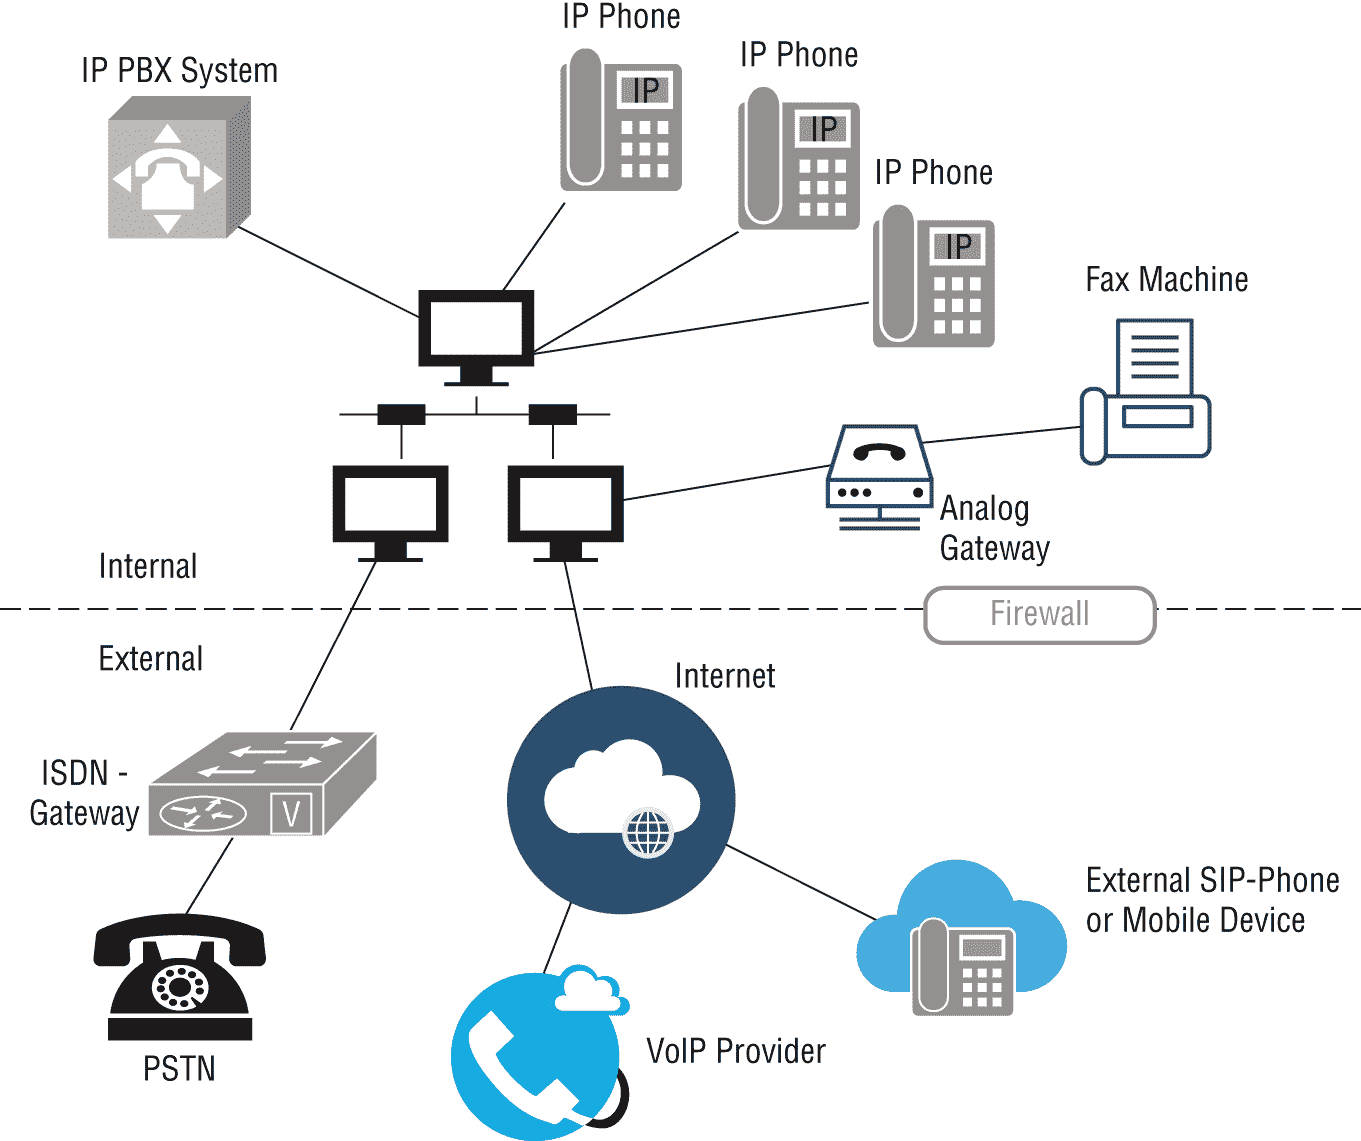 IP Phone
IP Phone
IP PBX System
IP
IP
IP Phone
IP
Fax Machine
Analog
Gateway
Internal
Firewall
External
Internet
ISDN -
Gateway
V
External SIP-Phone
or Mobile Device
VoIP Provider
PSTN